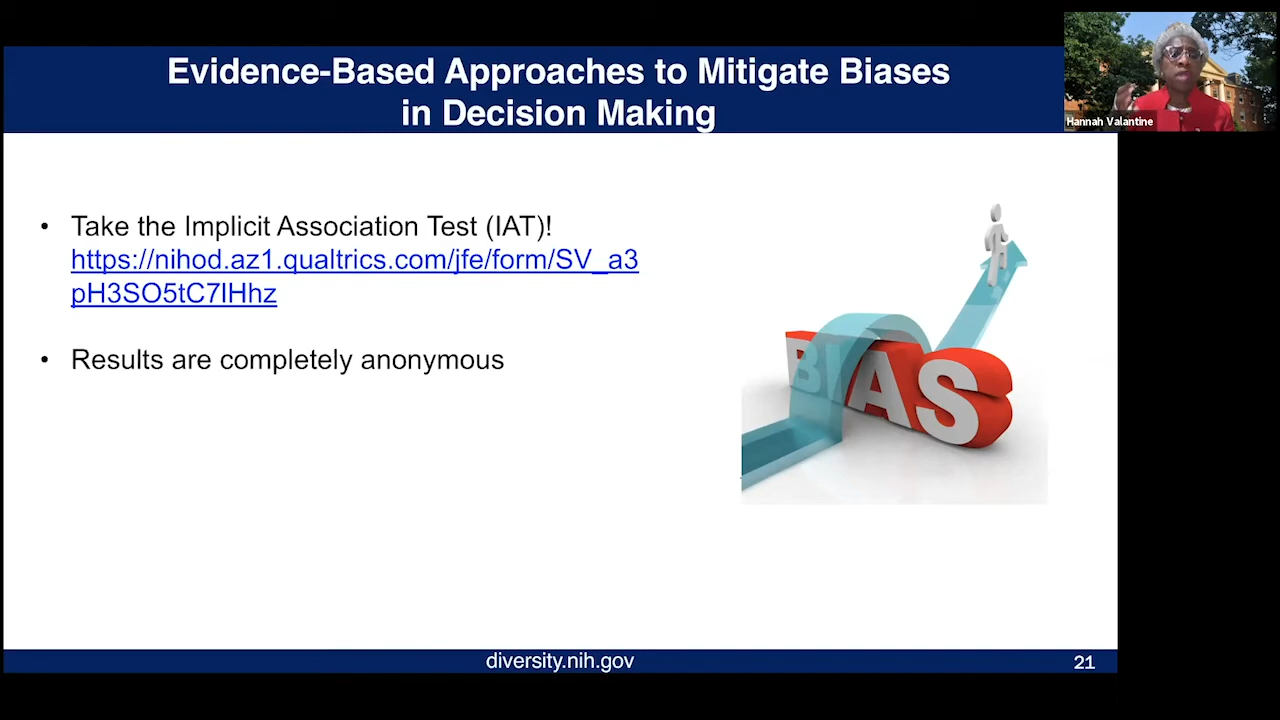 Evidence-Based Approaches to Mitigate Biases
in Decision Making
Hannah Valantine
• Take the Implicit Association Test (IAT)!
https://nihod.az1.qualtrics.com/jfe/form/SV_a3
pH3SO5tC7lHhz
• Results are completely anonymous
BIAS
diversity.nih.gov
21